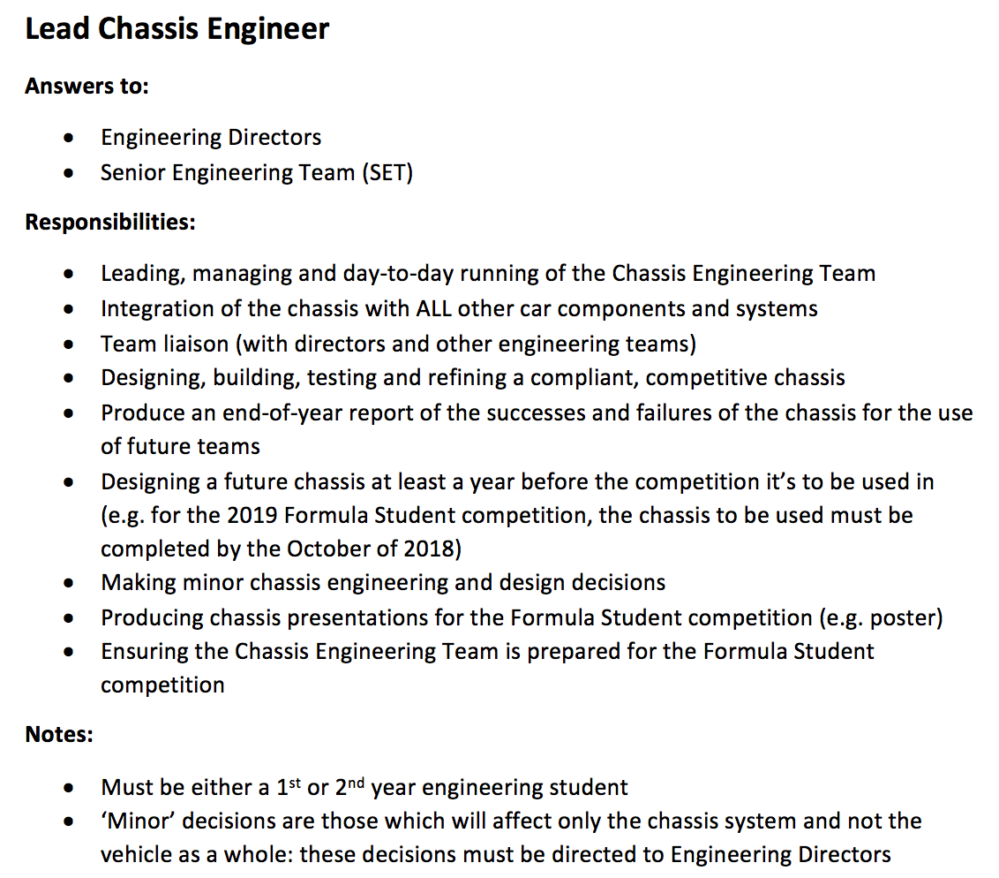 Lead Chassis Engineer
Answers to:
• Engineering Directors
• Senior Engineering Team (SET)
Responsibilities:
• Leading, managing and day-to-day running of the Chassis Engineering Team
• Integration of the chassis with ALL other car components and systems
• Team liaison (with directors and other engineering teams)
• Designing, building, testing and refining a compliant, competitive chassis
• Produce an end-of-year report of the successes and failures of the chassis for the use
of future teams
• Designing a future chassis at least a year before the competition it’s to be used in
(e.g. for the 2019 Formula Student competition, the chassis to be used must be
completed by the October of 2018)
• Making minor chassis engineering and design decisions
• Producing chassis presentations for the Formula Student competition (e.g. poster)
• Ensuring the Chassis Engineering Team is prepared for the Formula Student
competition
Notes:
• Must be either a 1st or 2nd year engineering student
• ‘Minor’ decisions are those which will affect only the chassis system and not the
vehicle as a whole: these decisions must be directed to Engineering Directors